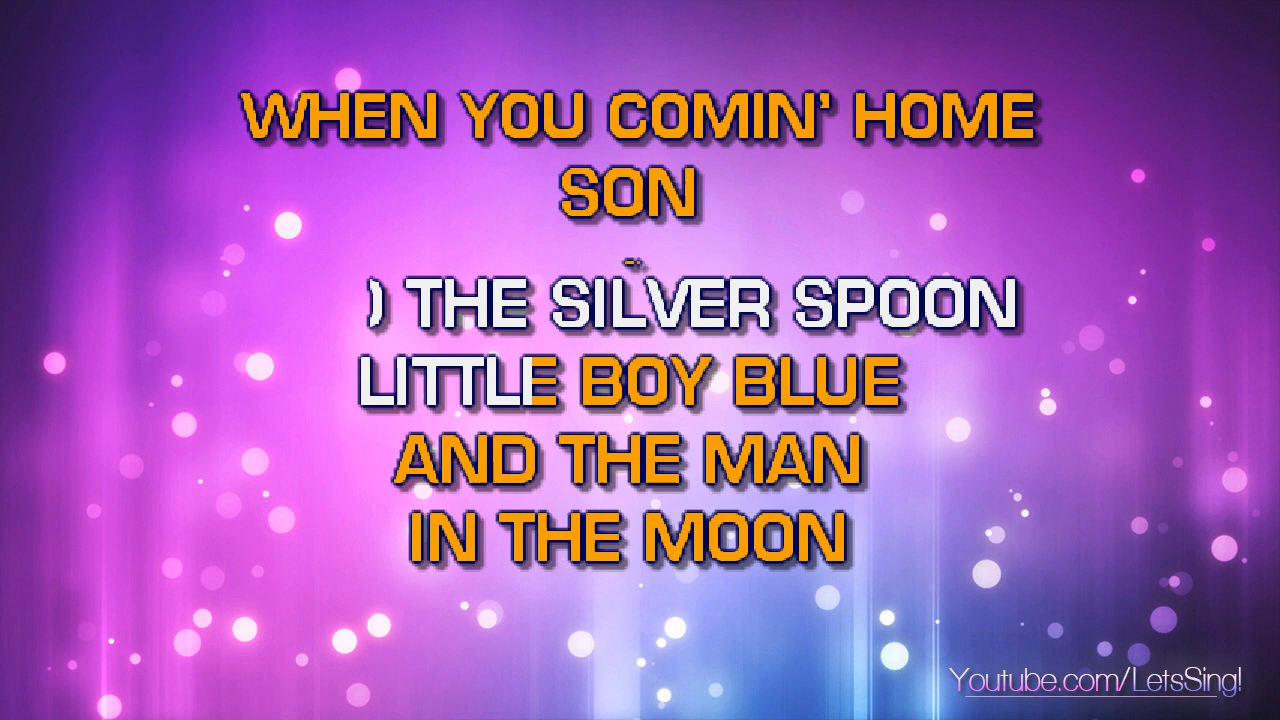 WHEN YOU COMIN' HOME
SON
THE SILVER SPOON
LITTLE BOY BLUE
AND THE MAN
IN THE MOON
Youtube.com/LetsSing!